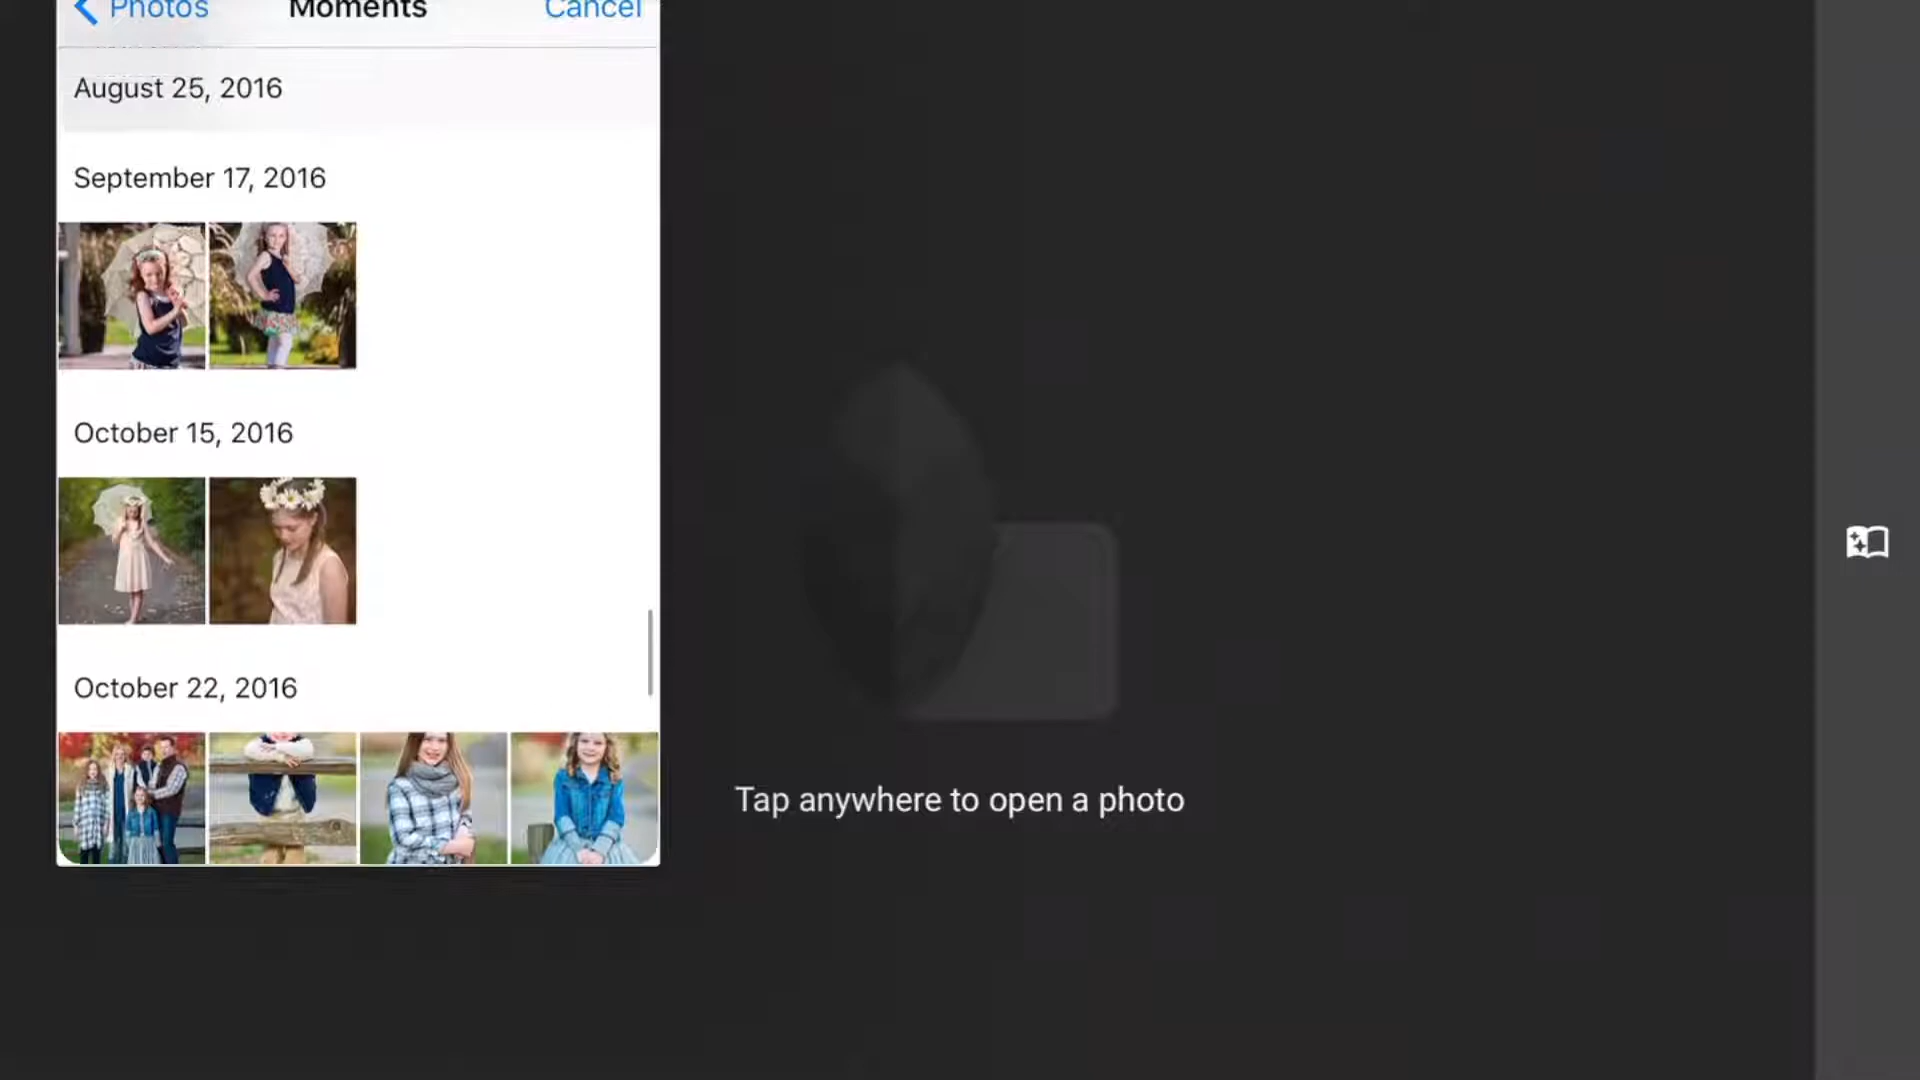 Photos Moments Cancel
August 25, 2016
September 17, 2016
October 15, 2016
October 22, 2016
Tap anywhere to open a photo